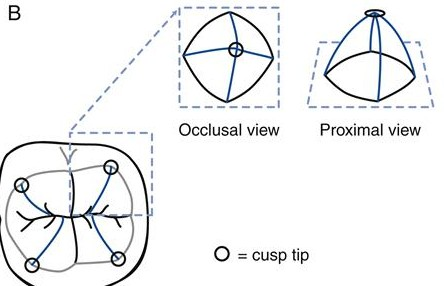 B
Occlusal view
Proximal view
= cusp tip